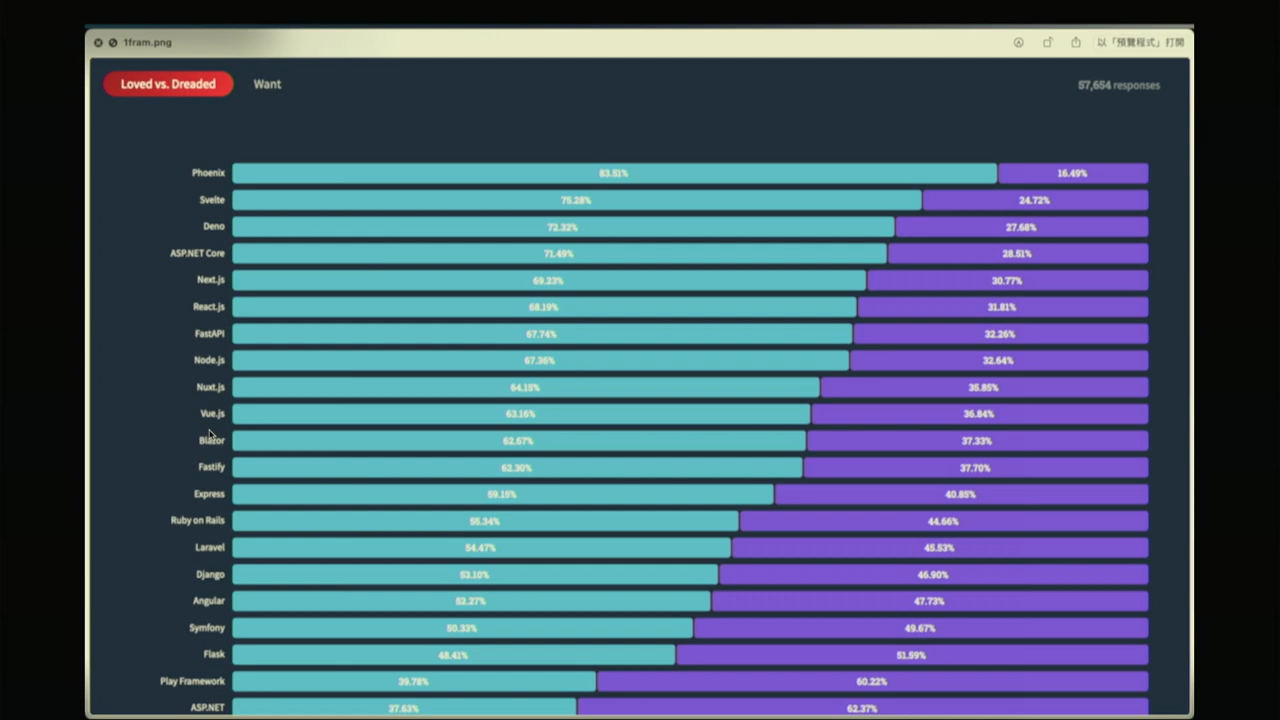 1fram.png
以「預覽程式」打開
Loved vs. Dreaded Want 57,654 responses
Phoenix 83.51% 16.49%
Svelte 75.28% 24.72%
Deno 72.32% 27.68%
ASP.NET Core 71.49% 28.51%
Next.js 69.23% 30.77%
React.js 68.19% 31.81%
FastAPI 67.74% 32.26%
Node.js 67.36% 32.64%
Nuxt.js 64.15% 35.85%
Vue.js 63.16% 36.84%
Blazor 62.67% 37.33%
Fastify 62.30% 37.70%
Express 59.15% 40.85%
Ruby on Rails 55.34% 44.66%
Laravel 54.47% 45.53%
Django 53.10% 46.90%
Angular 52.27% 47.73%
Symfony 50.33% 49.67%
Flask 48.41% 51.59%
Play Framework 39.78% 60.22%
ASP.NET 37.63% 62.37%